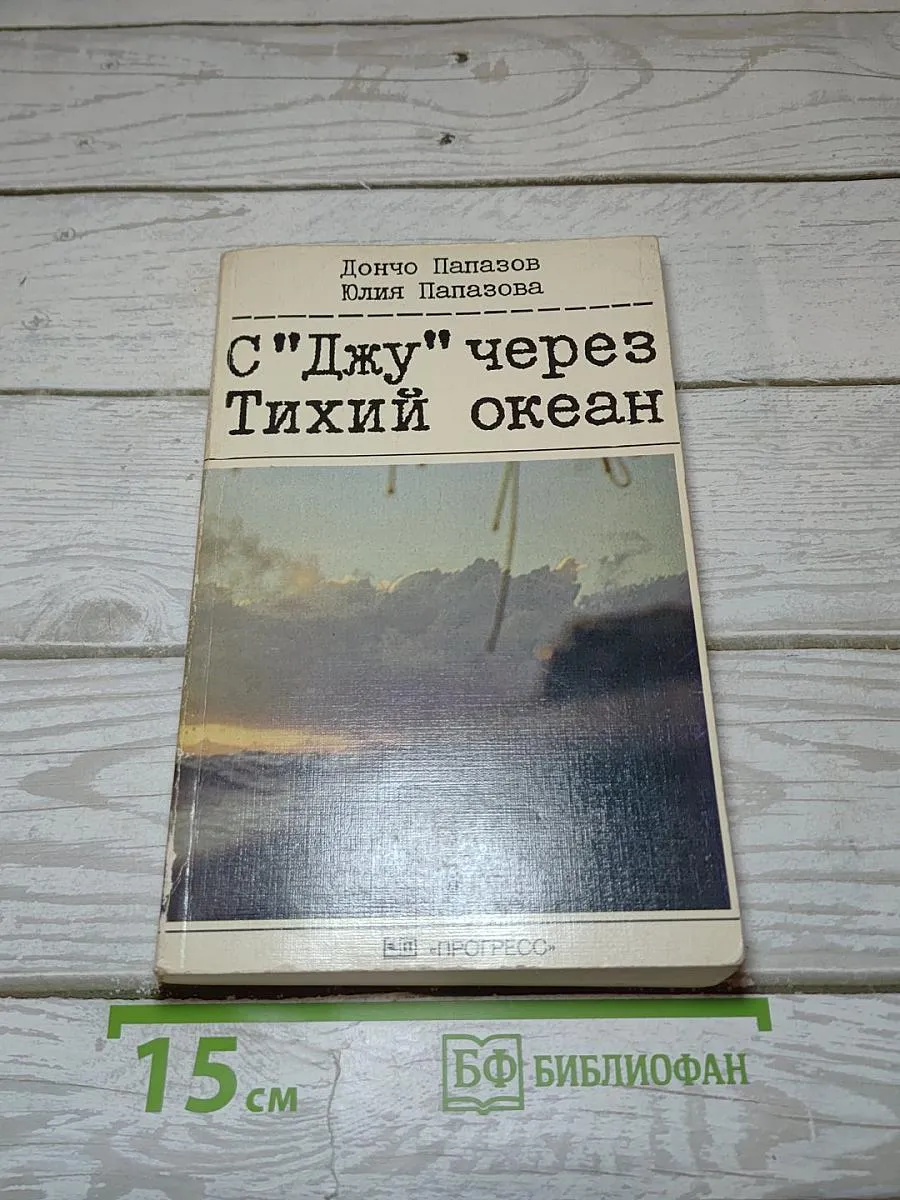 Дончо Папазов
Юлия Папазова
С "Джу" через
Тихий океан
«ПРОГРЕСС»
15 см
БФ БИБЛИОФАН